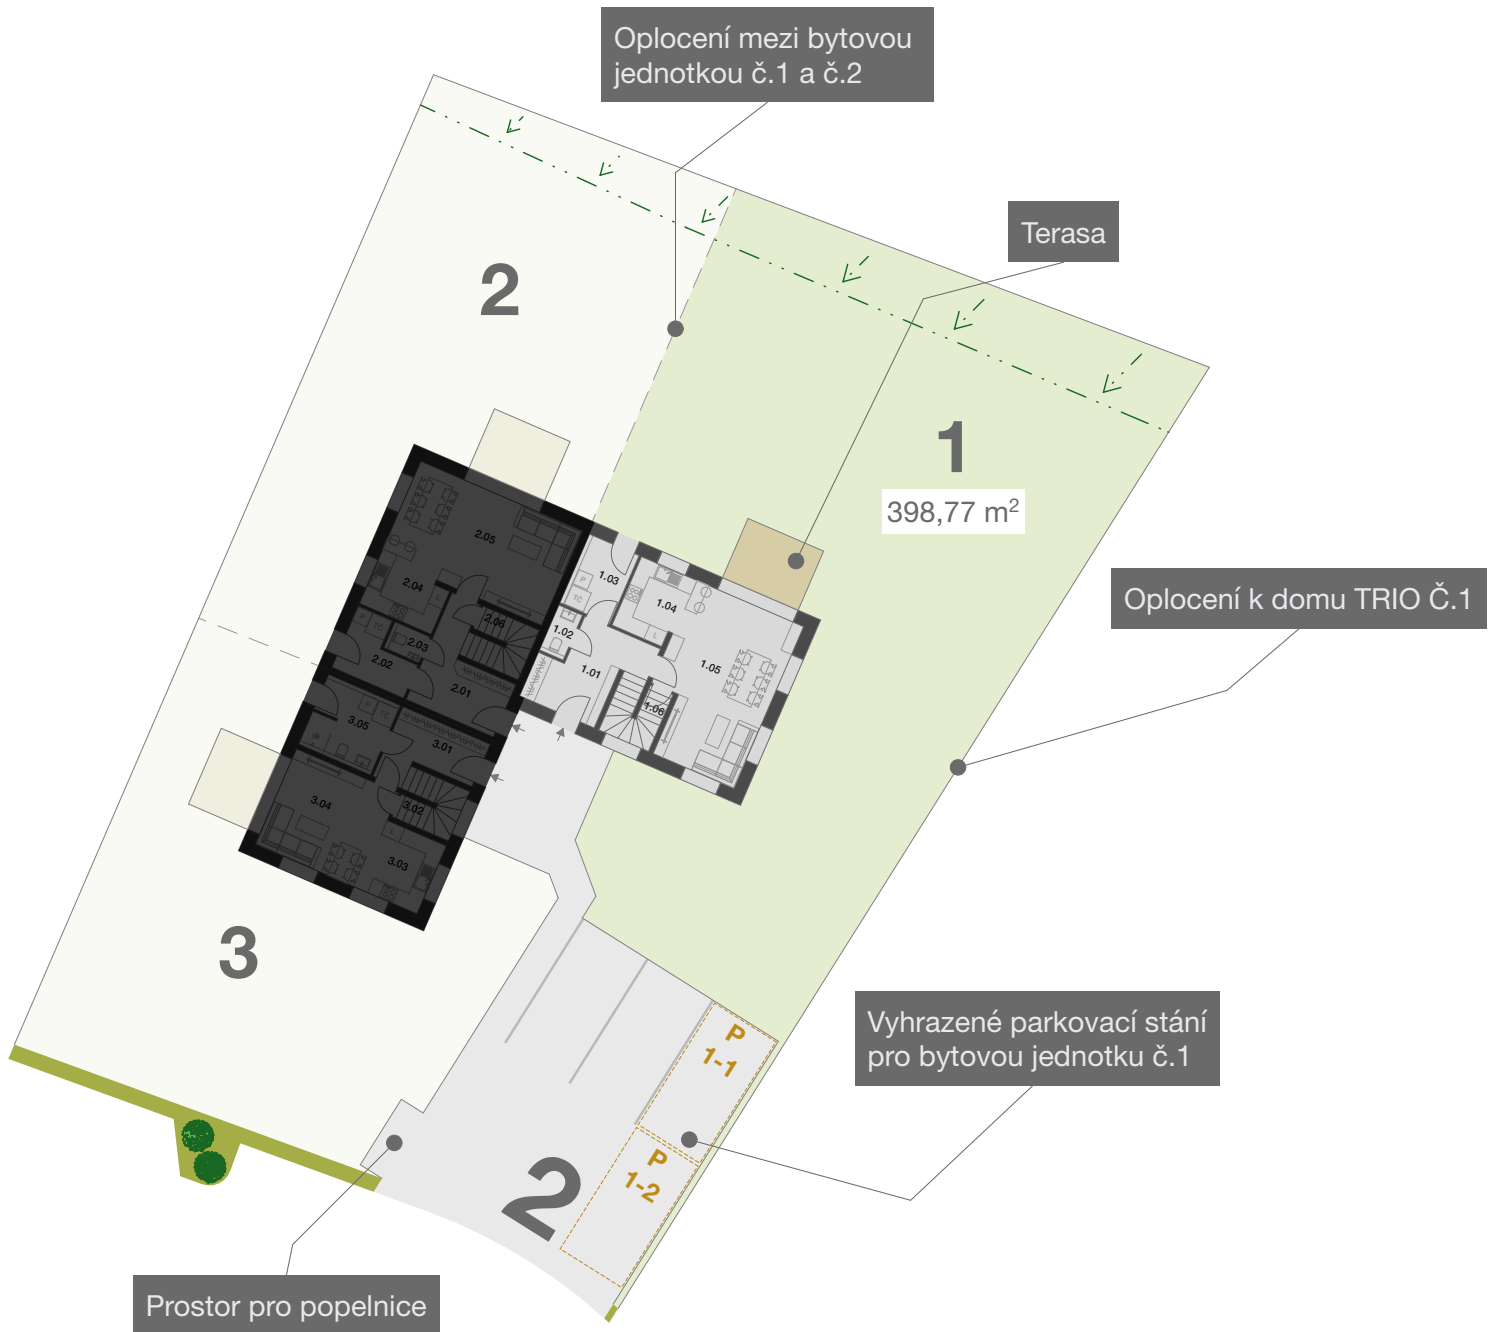 Oplocení mezi bytovou
jednotkou č.1 a č.2
Terasa
2
1
398,77 m²
Oplocení k domu TRIO Č.1
2.05
2.04
L
2.06
P
TČ
2.03
2.02
2.01
1.03
P
TČ
1.04
1.02
L
1.01
1.05
1.06
P
TČ
3.05
3.01
3.04
3.02
L
3.03
3
Vyhrazené parkovací stání
pro bytovou jednotku č.1
P
1-1
P
1-2
2
Prostor pro popelnice